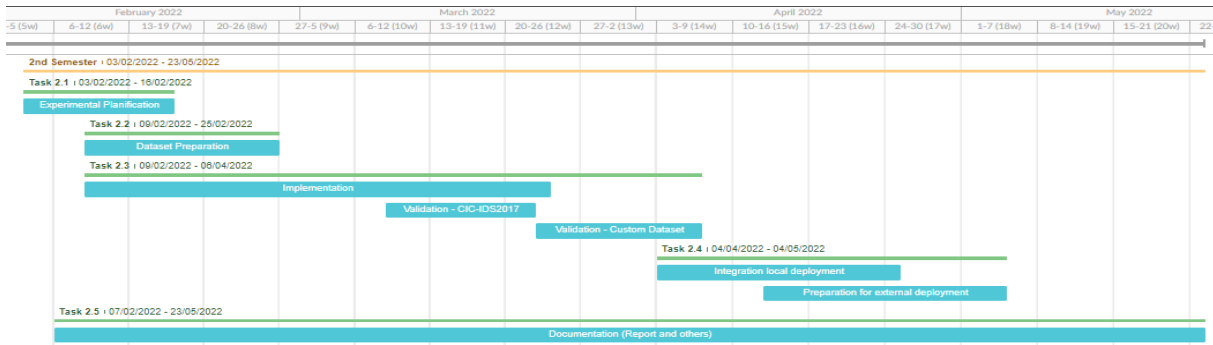 February 2022 March 2022 April 2022 May 2022
-5 (5w) 6-12 (6w) 13-19 (7w) 20-26 (8w) 27-5 (9w) 6-12 (10w) 13-19 (11w) 20-26 (12w) 27-2 (13w) 3-9 (14w) 10-16 (15w) 17-23 (16w) 24-30 (17w) 1-7 (18w) 8-14 (19w) 15-21 (20w) 22-
2nd Semester : 03/02/2022 - 23/05/2022
Task 2.1 : 03/02/2022 - 16/02/2022
Experimental Planification
Task 2.2 : 09/02/2022 - 25/02/2022
Dataset Preparation
Task 2.3 : 09/02/2022 - 06/04/2022
Implementation
Validation - CIC-IDS2017
Validation - Custom Dataset
Task 2.4 : 04/04/2022 - 04/05/2022
Integration local deployment
Preparation for external deployment
Task 2.5 : 07/02/2022 - 23/05/2022
Documentation (Report and others)